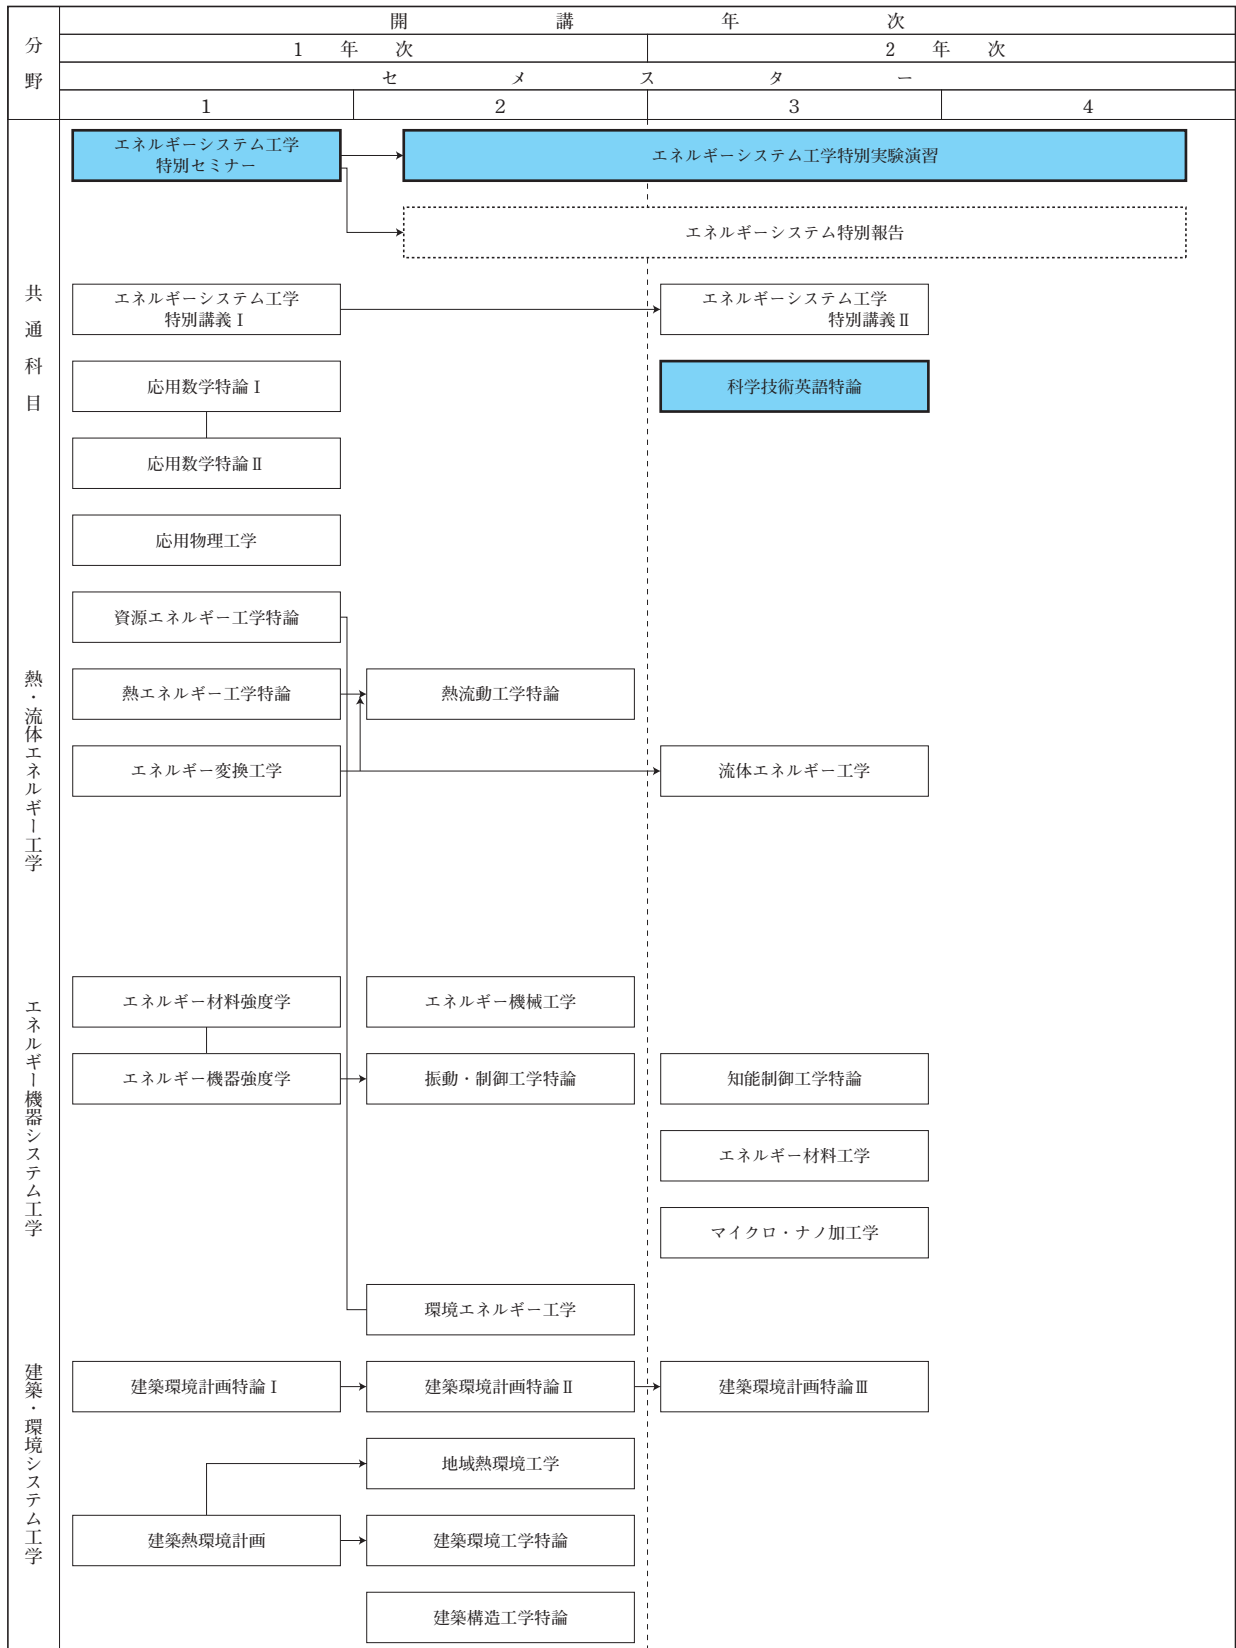 分野
開講年次
1年次
2年次
セメスター
1
2
3
4
共通科目
エネルギーシステム工学
特別セミナー
エネルギーシステム工学特別実験演習
エネルギーシステム特別報告
エネルギーシステム工学
特別講義Ⅰ
エネルギーシステム工学
特別講義Ⅱ
応用数学特論Ⅰ
科学技術英語特論
応用数学特論Ⅱ
応用物理工学
資源エネルギー工学特論
熱・流体エネルギー工学
熱エネルギー工学特論
熱流動工学特論
エネルギー変換工学
流体エネルギー工学
エネルギー機器システム工学
エネルギー材料強度学
エネルギー機械工学
エネルギー機器強度学
振動・制御工学特論
知能制御工学特論
エネルギー材料工学
マイクロ・ナノ加工学
環境エネルギー工学
建築・環境システム工学
建築環境計画特論Ⅰ
建築環境計画特論Ⅱ
建築環境計画特論Ⅲ
地域熱環境工学
建築熱環境計画
建築環境工学特論
建築構造工学特論